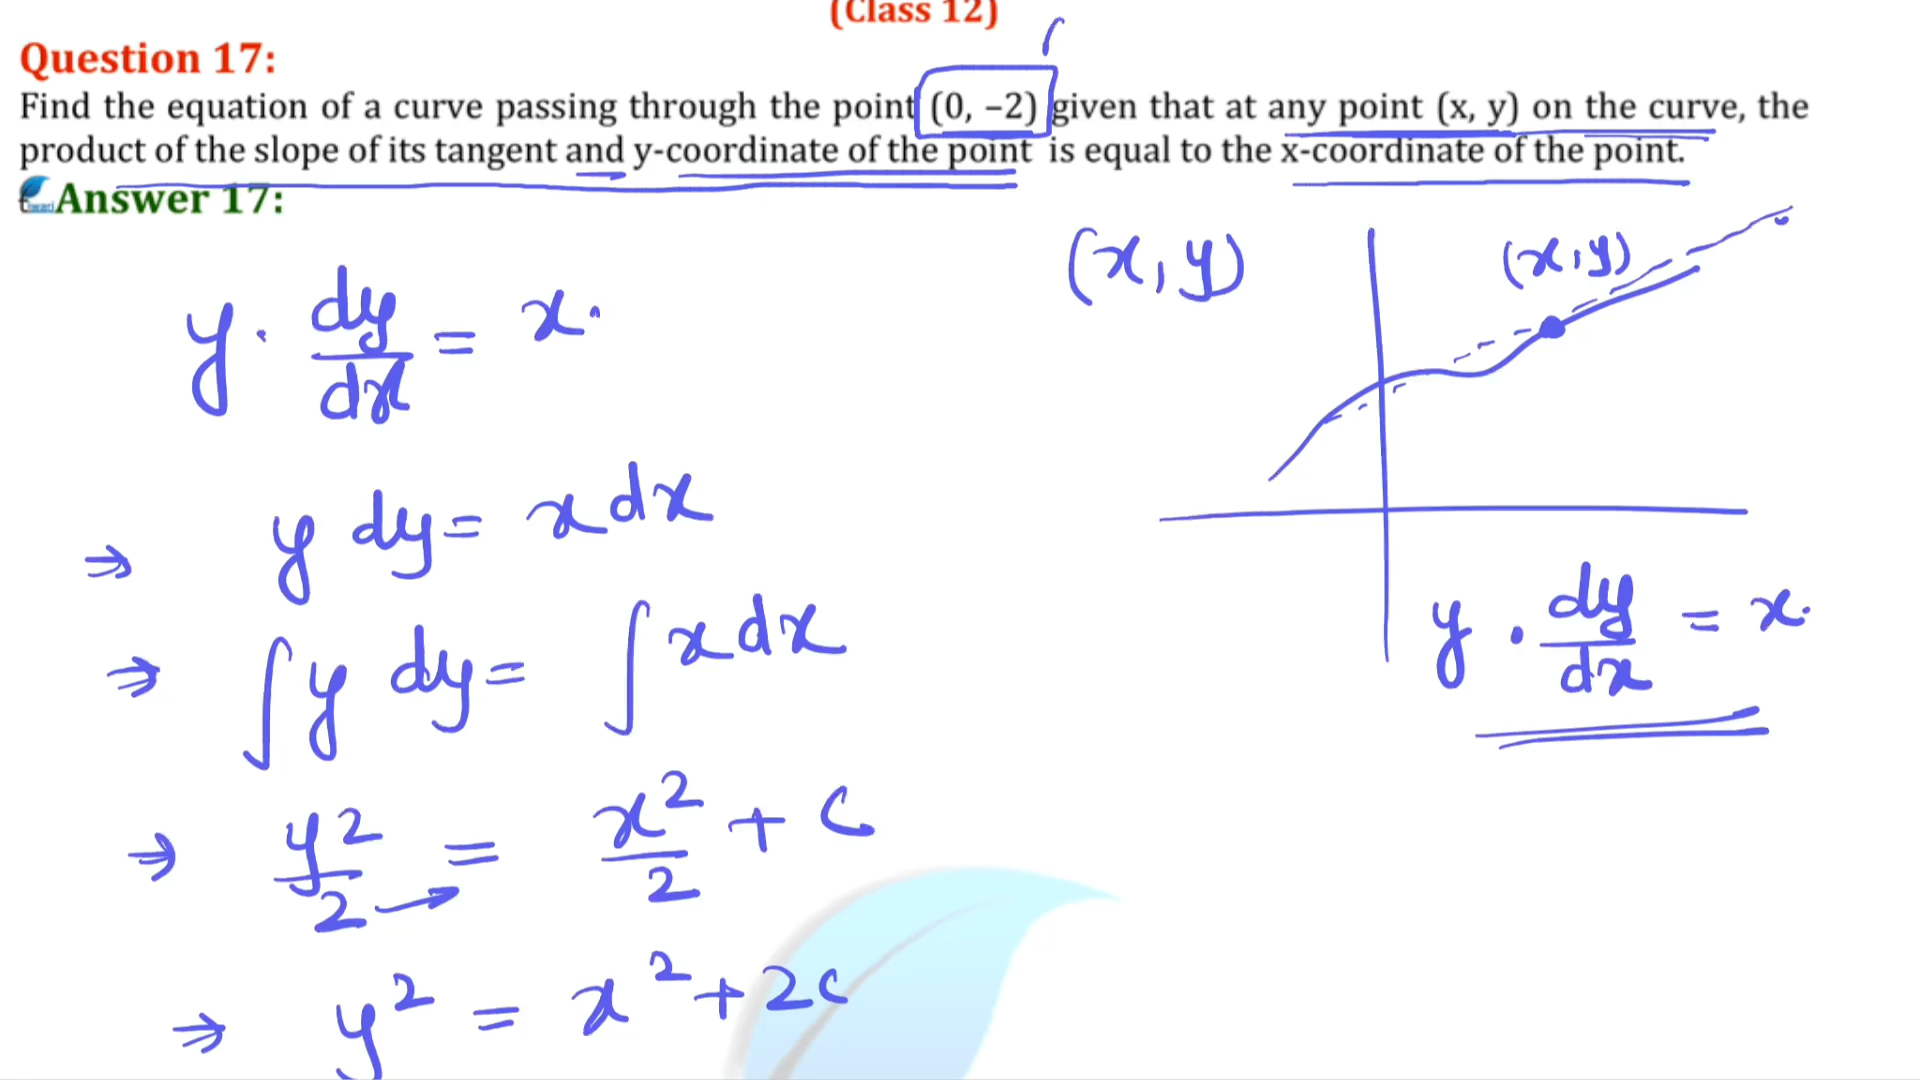 (Class 12)
Question 17:
Find the equation of a curve passing through the point (0, −2) given that at any point (x, y) on the curve, the
product of the slope of its tangent and y-coordinate of the point is equal to the x-coordinate of the point.
Answer 17:
(x, y)
(x, y)
y · dy/dx = x.
⇒ y dy = x dx
⇒ ∫ y dy = ∫ x dx
y · dy/dx = x.
⇒ y²/2 = x²/2 + c
⇒ y² = x² + 2c